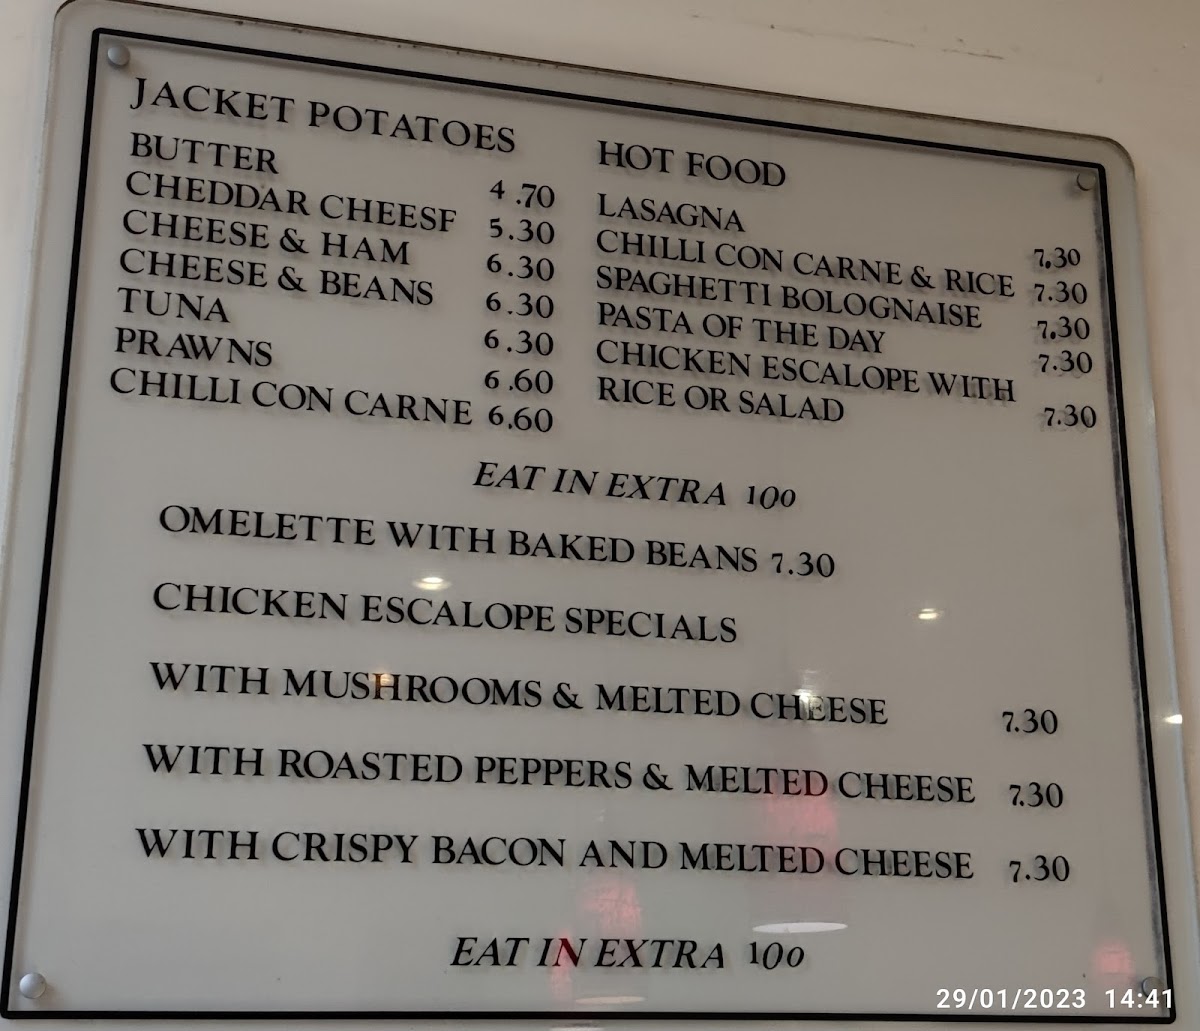 JACKET POTATOES
BUTTER 4.70
CHEDDAR CHEESF 5.30
CHEESE & HAM 6.30
CHEESE & BEANS 6.30
TUNA 6.30
PRAWNS 6.60
CHILLI CON CARNE 6.60
HOT FOOD
LASAGNA 7.30
CHILLI CON CARNE & RICE 7.30
SPAGHETTI BOLOGNAISE 7.30
PASTA OF THE DAY 7.30
CHICKEN ESCALOPE WITH
RICE OR SALAD 7.30
EAT IN EXTRA 100
OMELETTE WITH BAKED BEANS 7.30
CHICKEN ESCALOPE SPECIALS
WITH MUSHROOMS & MELTED CHEESE 7.30
WITH ROASTED PEPPERS & MELTED CHEESE 7.30
WITH CRISPY BACON AND MELTED CHEESE 7.30
EAT IN EXTRA 100
29/01/2023 14:41